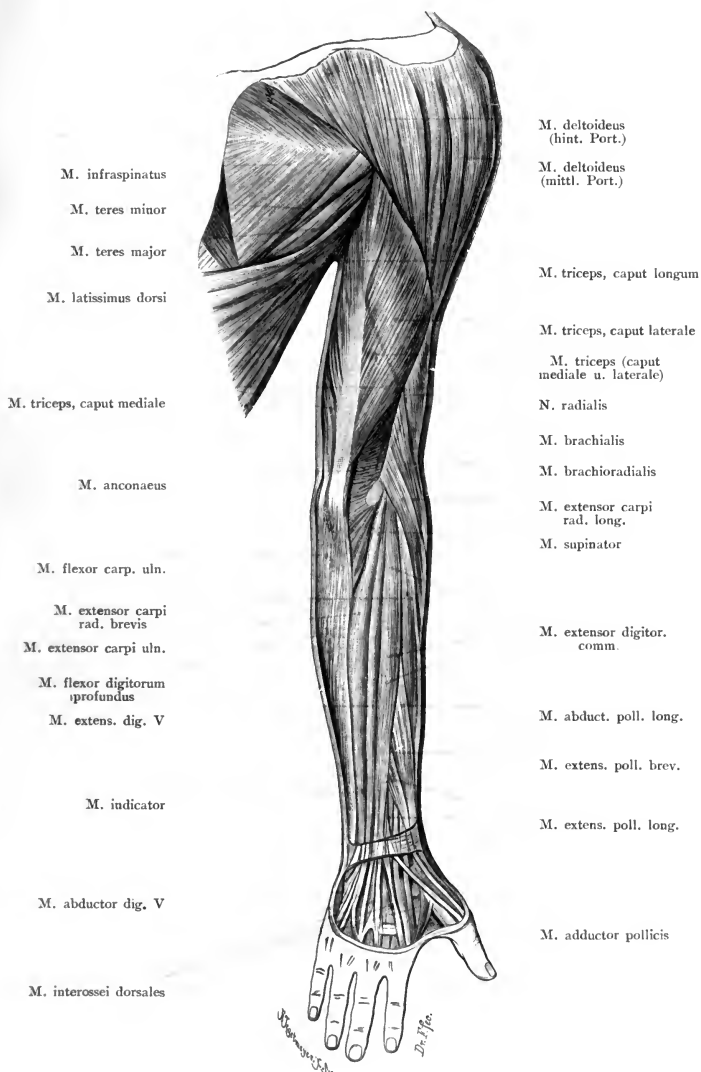 M. infraspinatus
M. teres minor
M. teres major
M. latissimus dorsi
M. triceps, caput mediale
M. anconaeus
M. flexor carp. uln.
M. extensor carpi
rad. brevis
M. extensor carpi uln.
M. flexor digitorum
profundus
M. extens. dig. V
M. indicator
M. abductor dig. V
M. interossei dorsales
M. deltoideus
(hint. Port.)
M. deltoideus
(mittl. Port.)
M. triceps, caput longum
M. triceps, caput laterale
M. triceps (caput
mediale u. laterale)
N. radialis
M. brachialis
M. brachioradialis
M. extensor carpi
rad. long.
M. supinator
M. extensor digitor.
comm.
M. abduct. poll. long.
M. extens. poll. brev.
M. extens. poll. long.
M. adductor pollicis